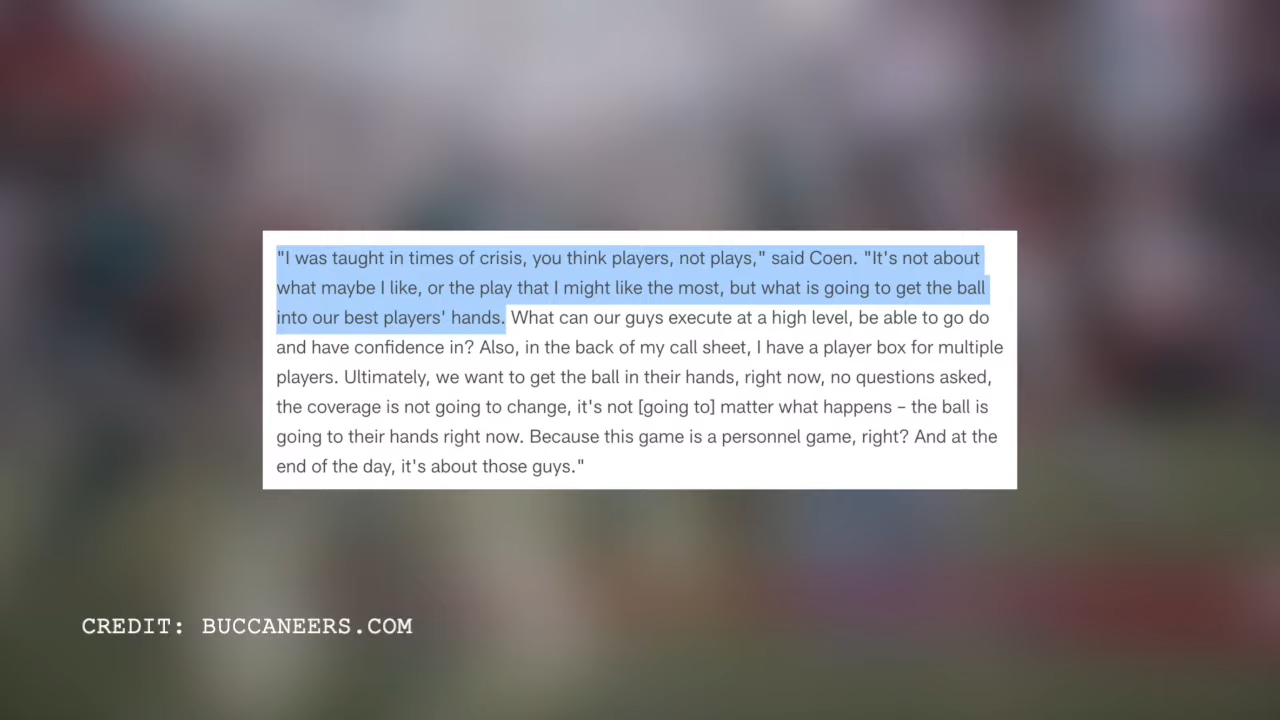 "I was taught in times of crisis, you think players, not plays," said Coen. "It's not about
what maybe I like, or the play that I might like the most, but what is going to get the ball
into our best players' hands. What can our guys execute at a high level, be able to go do
and have confidence in? Also, in the back of my call sheet, I have a player box for multiple
players. Ultimately, we want to get the ball in their hands, right now, no questions asked,
the coverage is not going to change, it's not [going to] matter what happens – the ball is
going to their hands right now. Because this game is a personnel game, right? And at the
end of the day, it's about those guys."
CREDIT: BUCCANEERS.COM